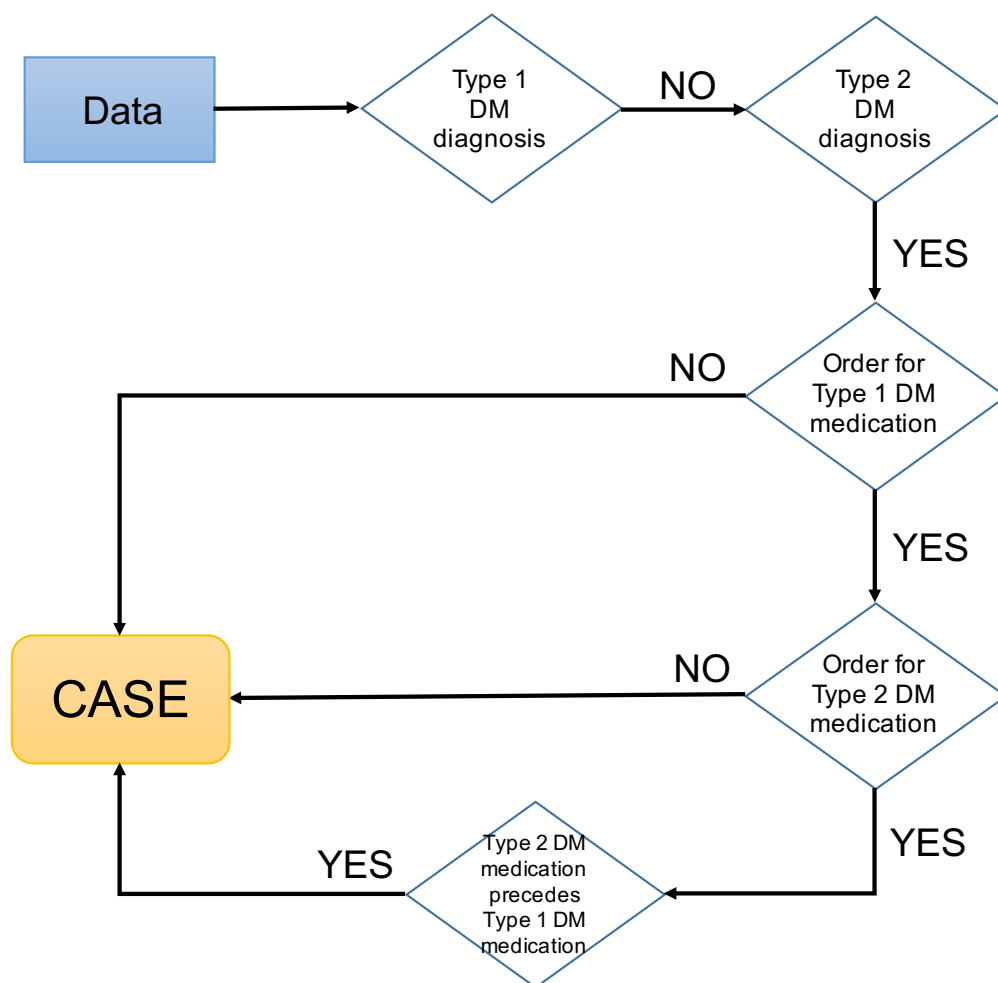 Data
Type 1
DM
diagnosis
NO
Type 2
DM
diagnosis
YES
Order for
Type 1 DM
medication
NO
YES
Order for
Type 2 DM
medication
NO
CASE
YES
Type 2 DM
medication
precedes
Type 1 DM
medication
YES